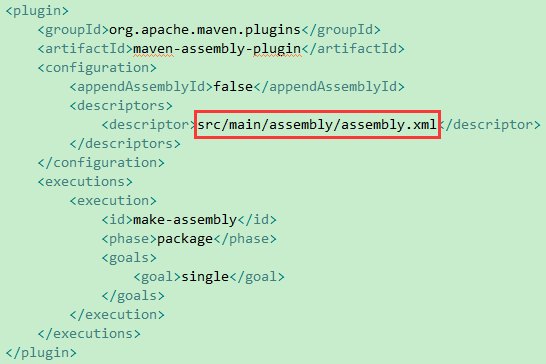 <plugin>
<groupId>org.apache.maven.plugins</groupId>
<artifactId>maven-assembly-plugin</artifactId>
<configuration>
<appendAssemblyId>false</appendAssemblyId>
<descriptors>
<descriptor>src/main/assembly/assembly.xml</descriptor>
</descriptors>
</configuration>
<executions>
<execution>
<id>make-assembly</id>
<phase>package</phase>
<goals>
<goal>single</goal>
</goals>
</execution>
</executions>
</plugin>